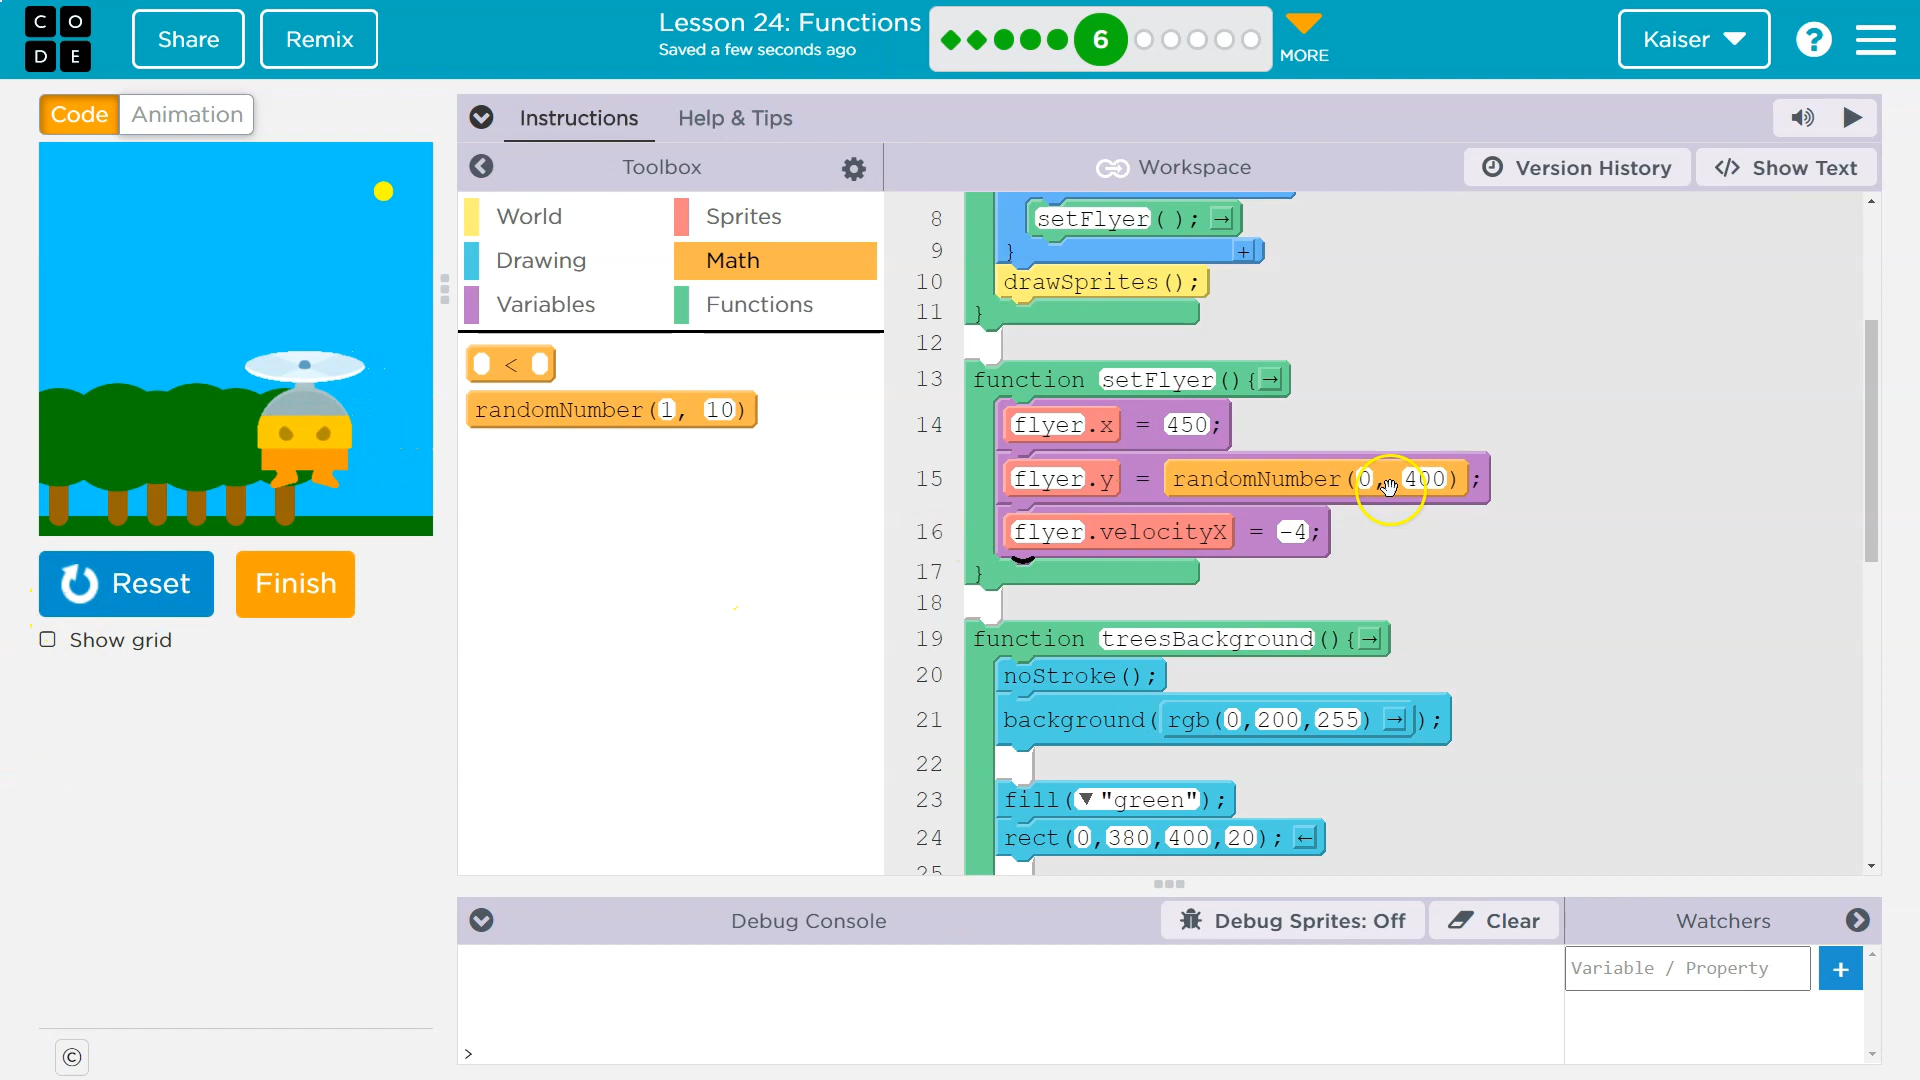 C O
D E
Share
Remix
Lesson 24: Functions
Saved a few seconds ago
6
MORE
Kaiser
?
Code
Animation
Instructions
Help & Tips
Toolbox
Workspace
Version History
</> Show Text
World
Sprites
Drawing
Math
Variables
Functions
<
randomNumber(1, 10)
8 setFlyer();
9 } +
10 drawSprites();
11 }
12
13 function setFlyer(){
14 flyer.x = 450;
15 flyer.y = randomNumber(0, 400);
16 flyer.velocityX = -4;
17 }
18
19 function treesBackground(){
20 noStroke();
21 background(rgb(0,200,255));
22
23 fill("green");
24 rect(0,380,400,20);
25
Reset
Finish
Show grid
©
Debug Console
Debug Sprites: Off
Clear
Watchers
Variable / Property
+
>